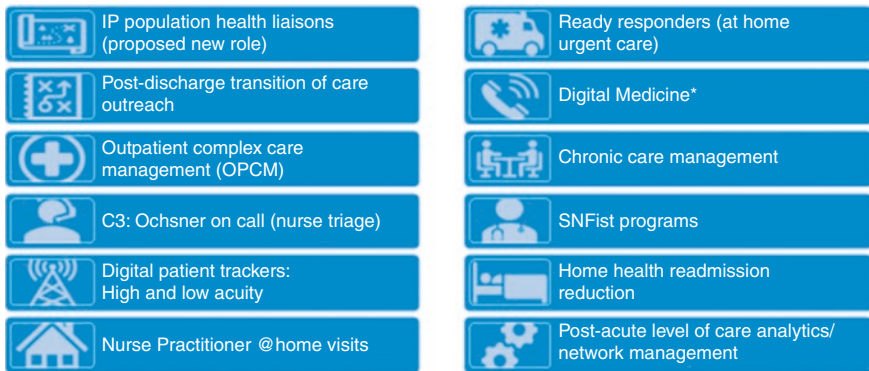 IP population health liaisons
(proposed new role)
Post-discharge transition of care
outreach
Outpatient complex care
management (OPCM)
C3: Ochsner on call (nurse triage)
Digital patient trackers:
High and low acuity
Nurse Practitioner @home visits
Ready responders (at home
urgent care)
Digital Medicine*
Chronic care management
SNFist programs
Home health readmission
reduction
Post-acute level of care analytics/
network management